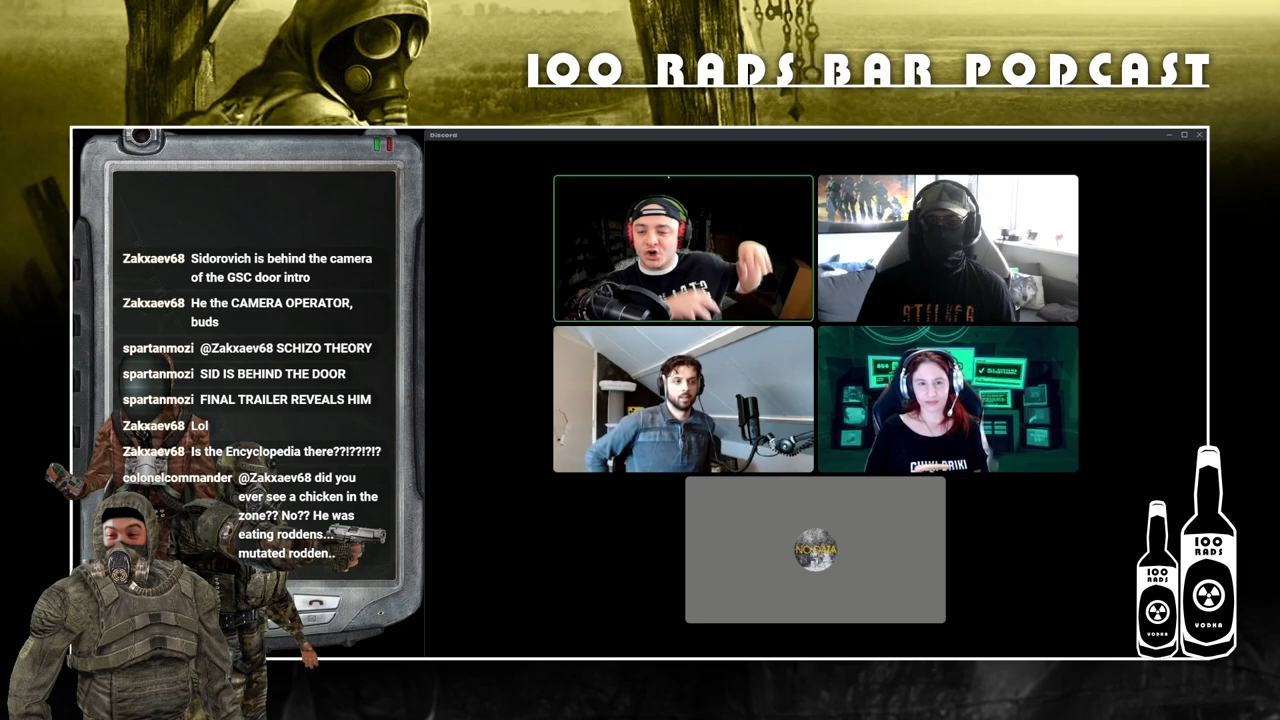 100 RADS BAR PODCAST
Discord
Zakxaev68 Sidorovich is behind the camera
of the GSC door intro
Zakxaev68 He the CAMERA OPERATOR,
buds
spartanmozi @Zakxaev68 SCHIZO THEORY
spartanmozi SID IS BEHIND THE DOOR
spartanmozi FINAL TRAILER REVEALS HIM
Zakxaev68 Lol
Zakxaev68 Is the Encyclopedia there??!??!?!?
colonelcommander @Zakxaev68 did you
ever see a chicken in the
zone?? No?? He was
eating roddens...
mutated rodden..
STALKER
NO DATA
100
RADS
VODKA
100
RADS
VODKA